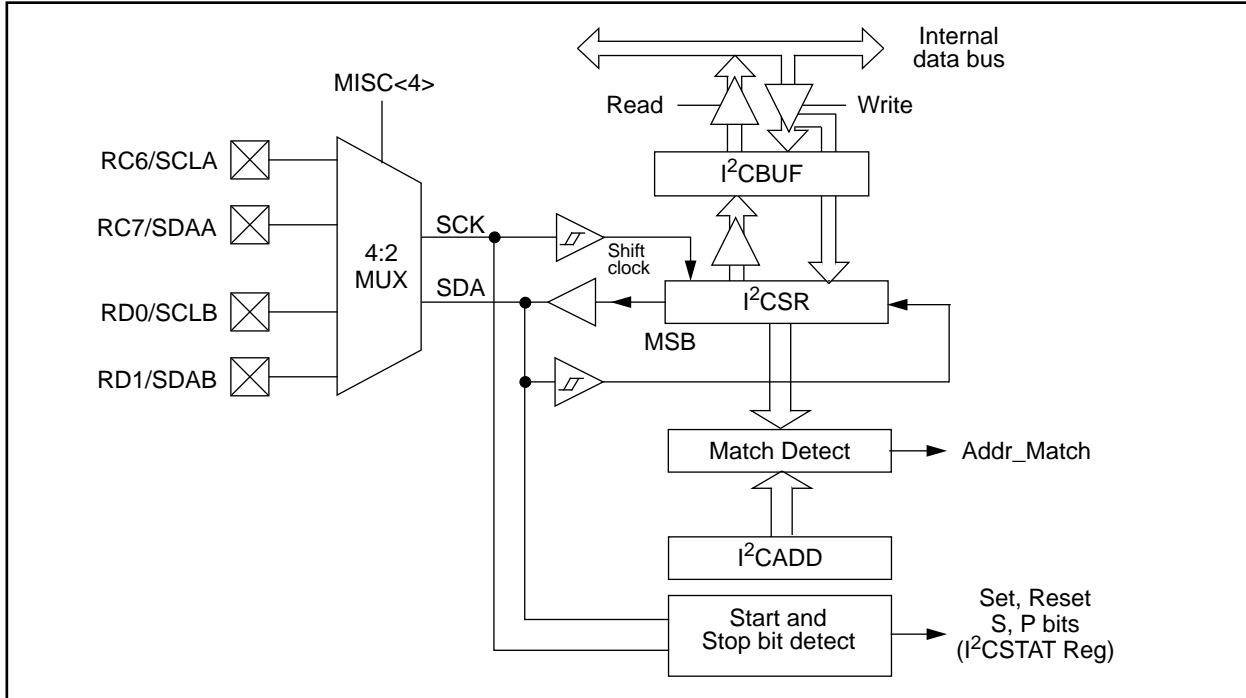 Internal
data bus
MISC<4>
Read
Write
RC6/SCLA
I²CBUF
RC7/SDAA
SCK
Shift
clock
4:2
MUX
SDA
I²CSR
RD0/SCLB
MSB
RD1/SDAB
Match Detect
Addr_Match
I²CADD
Start and
Stop bit detect
Set, Reset
S, P bits
(I²CSTAT Reg)